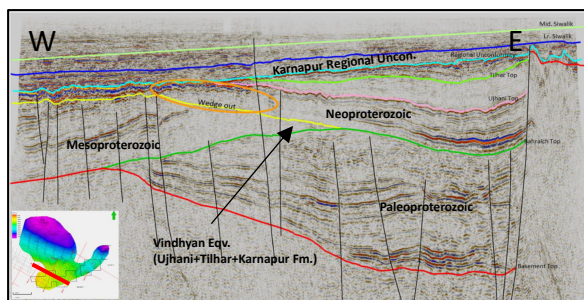 W
E
Mid. Siwalik
Lr. Siwalik
Karnapur Regional Uncon.
Regional Unconformity
Tilhar Top
Wedge out
Ujhani Top
Neoproterozoic
Mesoproterozoic
Bahraich Top
Paleoproterozoic
Vindhyan Eqv.
(Ujhani+Tilhar+Karnapur Fm.)
Basement Top